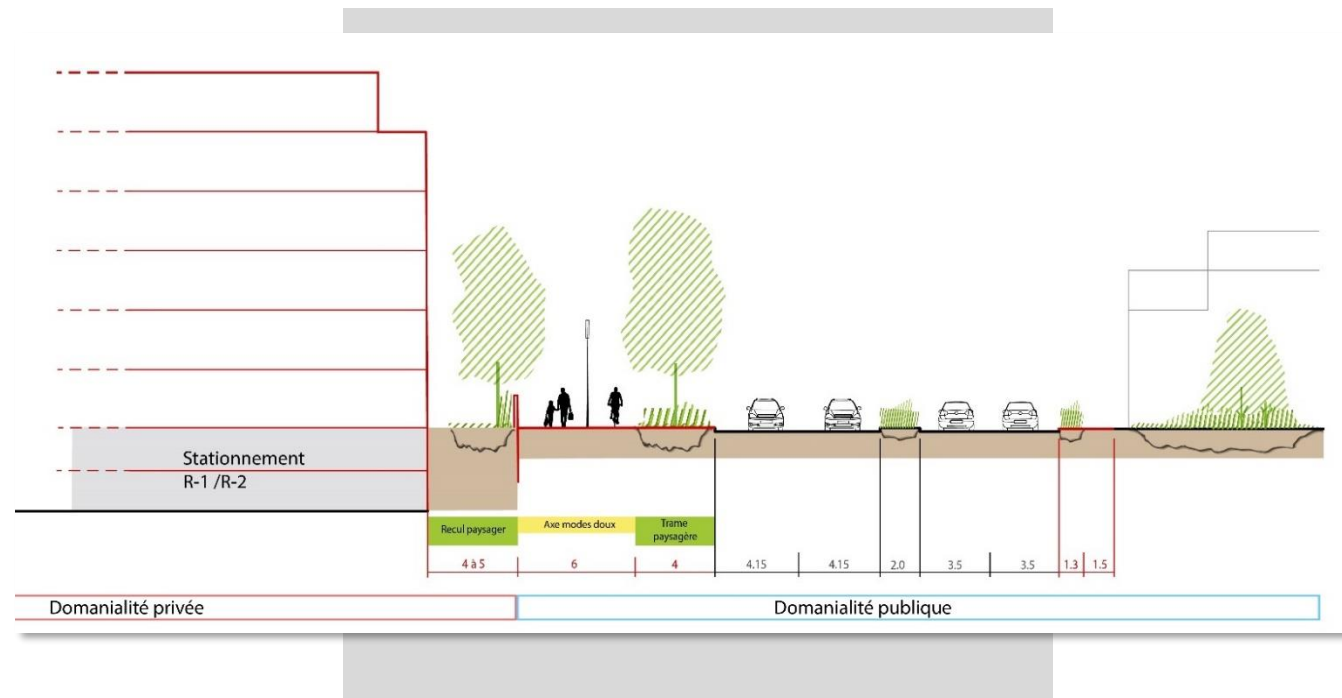 Stationnement
R-1 /R-2
Recul paysager
Axe modes doux
Trame
paysagère
4 à 5
6
4
4.15
4.15
2.0
3.5
3.5
1.3
1.5
Domanialité privée
Domanialité publique